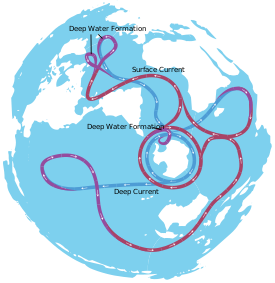 Deep Water Formation
Surface Current
Deep Water Formation
Deep Current